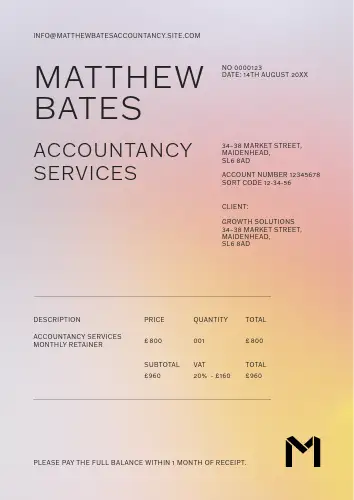 INFO@MATTHEWBATESACCOUNTANCY.SITE.COM
MATTHEW
BATES
NO 0000123
DATE: 14TH AUGUST 20XX
ACCOUNTANCY
SERVICES
34-38 MARKET STREET,
MAIDENHEAD,
SL6 8AD
ACCOUNT NUMBER 12345678
SORT CODE 12-34-56
CLIENT:
GROWTH SOLUTIONS
34-38 MARKET STREET,
MAIDENHEAD,
SL6 8AD
DESCRIPTION PRICE QUANTITY TOTAL
ACCOUNTANCY SERVICES
MONTHLY RETAINER £800 001 £800
SUBTOTAL VAT TOTAL
£960 20% - £160 £960
PLEASE PAY THE FULL BALANCE WITHIN 1 MONTH OF RECEIPT.
M